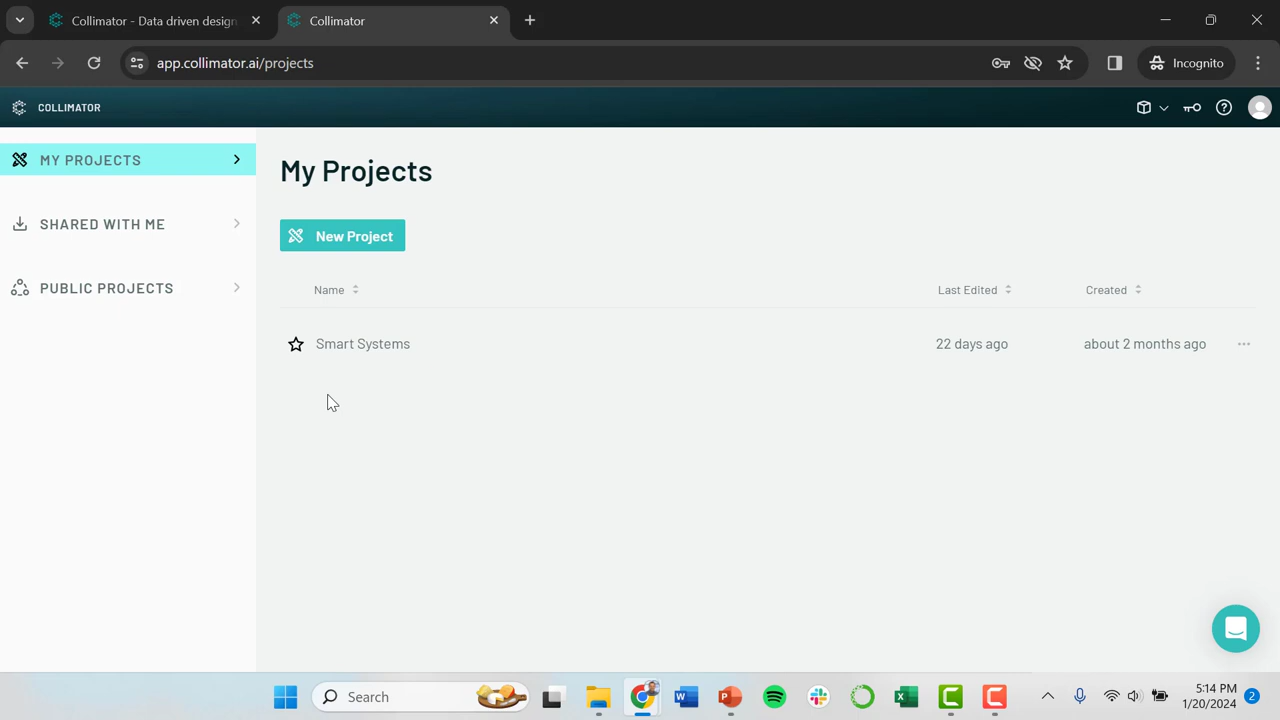 Collimator - Data driven design
Collimator
app.collimator.ai/projects
Incognito
COLLIMATOR
MY PROJECTS
SHARED WITH ME
PUBLIC PROJECTS
My Projects
New Project
Name
Last Edited
Created
Smart Systems
22 days ago
about 2 months ago
Search
5:14 PM
1/20/2024
2